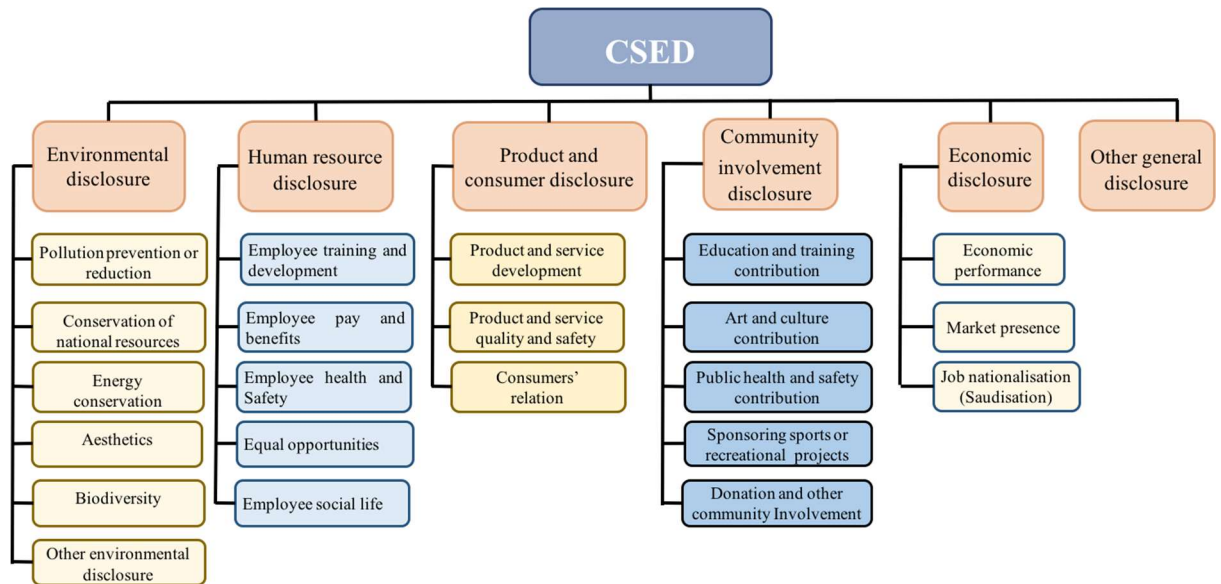 CSED
Environmental
disclosure
Pollution prevention or
reduction
Conservation of
national resources
Energy
conservation
Aesthetics
Biodiversity
Other environmental
disclosure
Human resource
disclosure
Employee training and
development
Employee pay and
benefits
Employee health and
Safety
Equal opportunities
Employee social life
Product and
consumer disclosure
Product and service
development
Product and service
quality and safety
Consumers’
relation
Community
involvement
disclosure
Education and training
contribution
Art and culture
contribution
Public health and safety
contribution
Sponsoring sports or
recreational projects
Donation and other
community Involvement
Economic
disclosure
Economic
performance
Market presence
Job nationalisation
(Saudisation)
Other general
disclosure